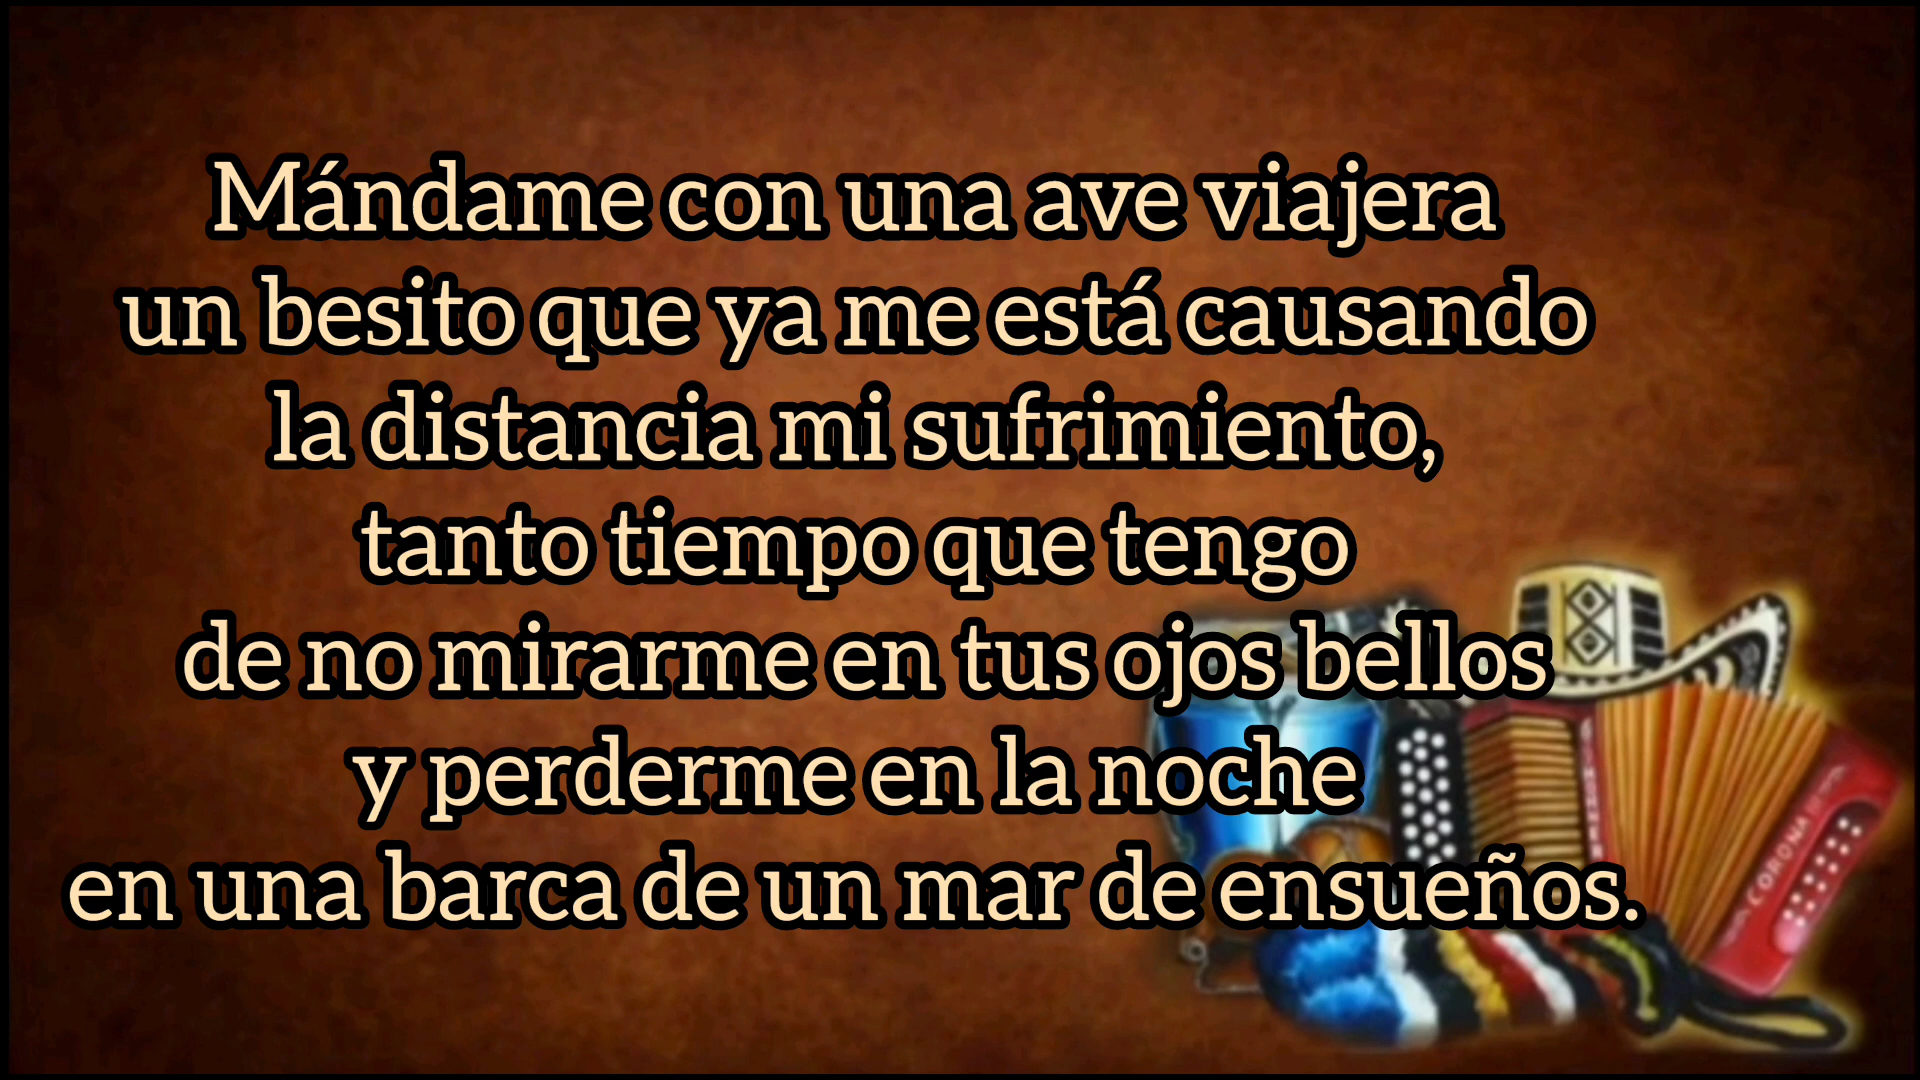 Mándame con una ave viajera
un besito que ya me está causando
la distancia mi sufrimiento,
tanto tiempo que tengo
de no mirarme en tus ojos bellos
y perderme en la noche
en una barca de un mar de ensueños.
CORONA III